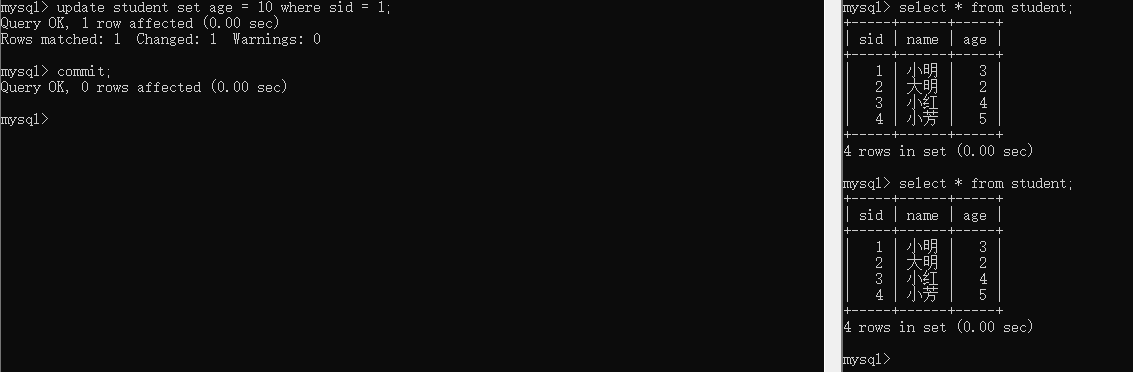 mysql> update student set age = 10 where sid = 1;
Query OK, 1 row affected (0.00 sec)
Rows matched: 1  Changed: 1  Warnings: 0
mysql> commit;
Query OK, 0 rows affected (0.00 sec)
mysql>
mysql> select * from student;
+-----+------+-----+
| sid | name | age |
+-----+------+-----+
|   1 | 小明 |   3 |
|   2 | 大明 |   2 |
|   3 | 小红 |   4 |
|   4 | 小芳 |   5 |
+-----+------+-----+
4 rows in set (0.00 sec)
mysql> select * from student;
+-----+------+-----+
| sid | name | age |
+-----+------+-----+
|   1 | 小明 |   3 |
|   2 | 大明 |   2 |
|   3 | 小红 |   4 |
|   4 | 小芳 |   5 |
+-----+------+-----+
4 rows in set (0.00 sec)
mysql>